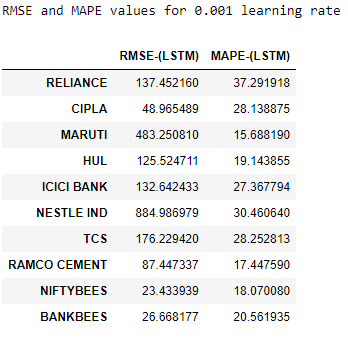 RMSE and MAPE values for 0.001 learning rate
RMSE-(LSTM) MAPE-(LSTM)
RELIANCE 137.452160 37.291918
CIPLA 48.965489 28.138875
MARUTI 483.250810 15.688190
HUL 125.524711 19.143855
ICICI BANK 132.642433 27.367794
NESTLE IND 884.986979 30.460640
TCS 176.229420 28.252813
RAMCO CEMENT 87.447337 17.447590
NIFTYBEES 23.433939 18.070080
BANKBEES 26.668177 20.561935